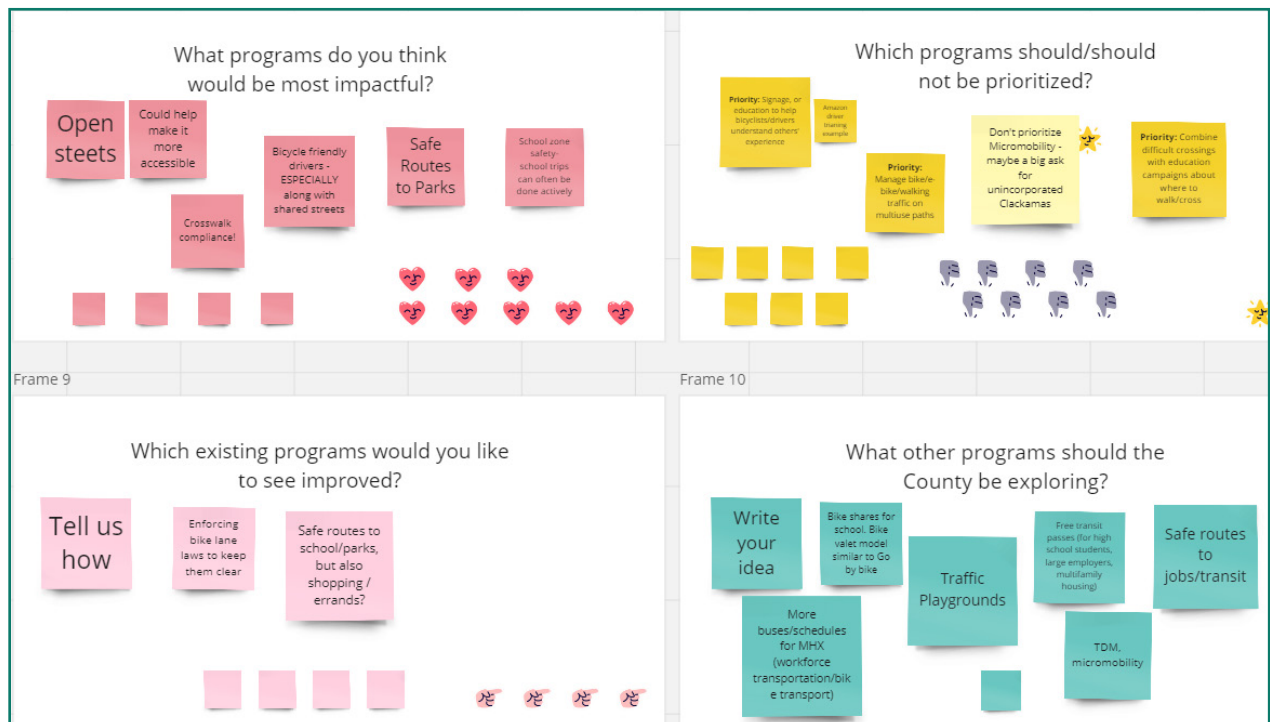 What programs do you think
would be most impactful?
Open
steets
Could help
make it
more
accessible
Crosswalk
compliance!
Bicycle friendly
drivers -
ESPECIALLY
along with
shared streets
Safe
Routes
to Parks
School zone
safety-
school trips
can often be
done actively
Which programs should/should
not be prioritized?
Priority: Signage, or
education to help
bicyclists/drivers
understand others'
experience
Amazon
driver
trianing
example
Priority:
Manage bike/e-
bike/walking
traffic on
multiuse paths
Don't prioritize
Micromobility -
maybe a big ask
for
unincorporated
Clackamas
Priority: Combine
difficult crossings
with education
campaigns about
where to
walk/cross
Frame 9
Which existing programs would you like
to see improved?
Tell us
how
Enforcing
bike lane
laws to keep
them clear
Safe routes to
school/parks,
but also
shopping /
errands?
Frame 10
What other programs should the
County be exploring?
Write
your
idea
Bike shares for
school. Bike
valet model
similar to Go
by bike
More
buses/schedules
for MHX
(workforce
transportation/bik
e transport)
Traffic
Playgrounds
Free transit
passes (for high
school students,
large employers,
multifamily
housing)
TDM,
micromobility
Safe routes
to
jobs/transit